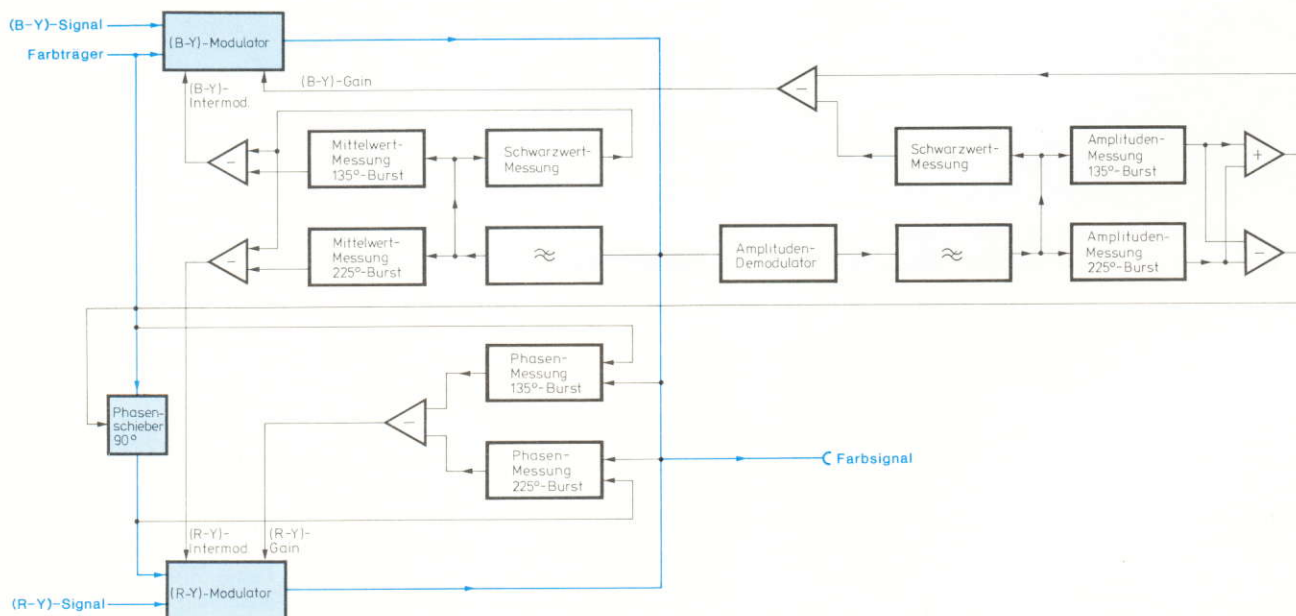 (B-Y)-Signal
Farbträger
(B-Y)-Modulator
(B-Y)-
Intermod.
(B-Y)-Gain
Mittelwert-
Messung
135°-Burst
Schwarzwert-
Messung
Mittelwert-
Messung
225°-Burst
≈
Amplituden-
Demodulator
≈
Schwarzwert-
Messung
Amplituden-
Messung
135°-Burst
Amplituden-
Messung
225°-Burst
+
-
-
-
-
Phasen-
Messung
135°-Burst
Phasen-
schieber
90°
-
Phasen-
Messung
225°-Burst
Farbsignal
(R-Y)-
Intermod.
(R-Y)-
Gain
(R-Y)-Modulator
(R-Y)-Signal